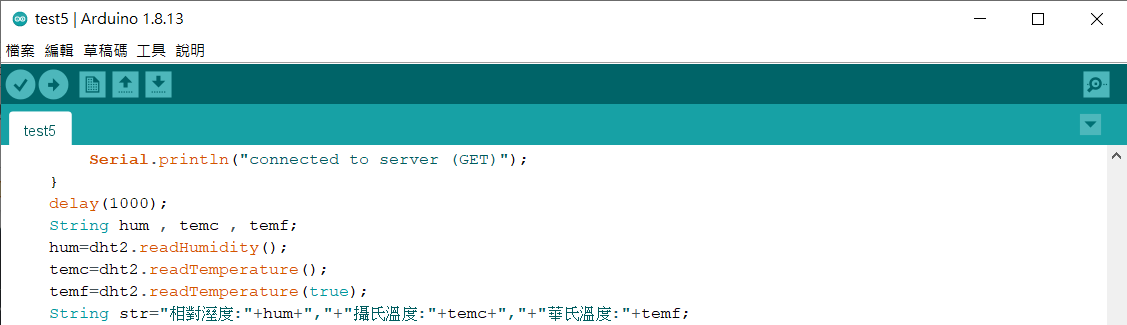 test5 | Arduino 1.8.13
檔案 編輯 草稿碼 工具 說明
test5
Serial.println("connected to server (GET)");
}
delay(1000);
String hum , temc , temf;
hum=dht2.readHumidity();
temc=dht2.readTemperature();
temf=dht2.readTemperature(true);
String str="相對溼度:"+hum+","+"攝氏溫度:"+temc+","+"華氏溫度:"+temf;